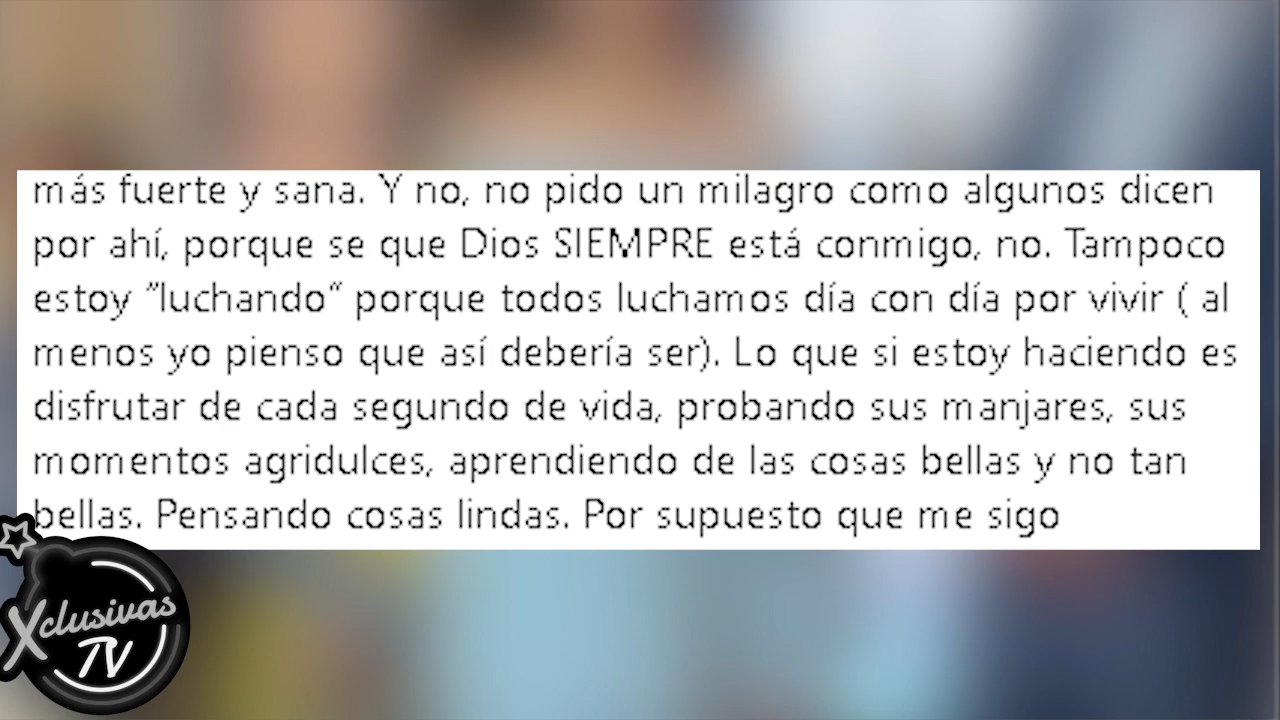 más fuerte y sana. Y no, no pido un milagro como algunos dicen
por ahí, porque se que Dios SIEMPRE está conmigo, no. Tampoco
estoy “luchando“ porque todos luchamos día con día por vivir ( al
menos yo pienso que así debería ser). Lo que si estoy haciendo es
disfrutar de cada segundo de vida, probando sus manjares, sus
momentos agridulces, aprendiendo de las cosas bellas y no tan
bellas. Pensando cosas lindas. Por supuesto que me sigo
Xclusivas
TV